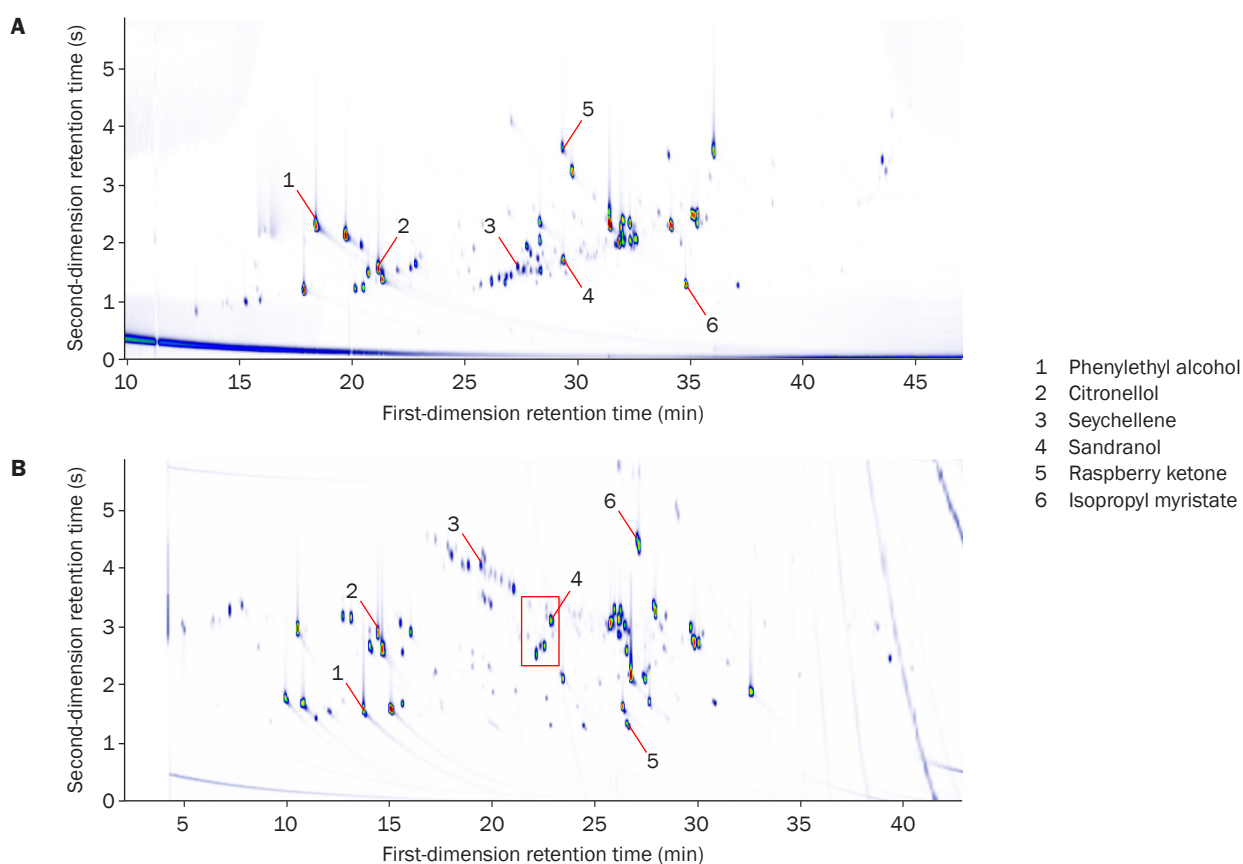 A
Second-dimension retention time (s)
5
4
3
2
1
0
1
2
3
4
5
6
10 15 20 25 30 35 40 45
First-dimension retention time (min)
1 Phenylethyl alcohol
2 Citronellol
3 Seychellene
4 Sandranol
5 Raspberry ketone
6 Isopropyl myristate
B
Second-dimension retention time (s)
5
4
3
2
1
0
1
2
3
4
5
6
5 10 15 20 25 30 35 40
First-dimension retention time (min)